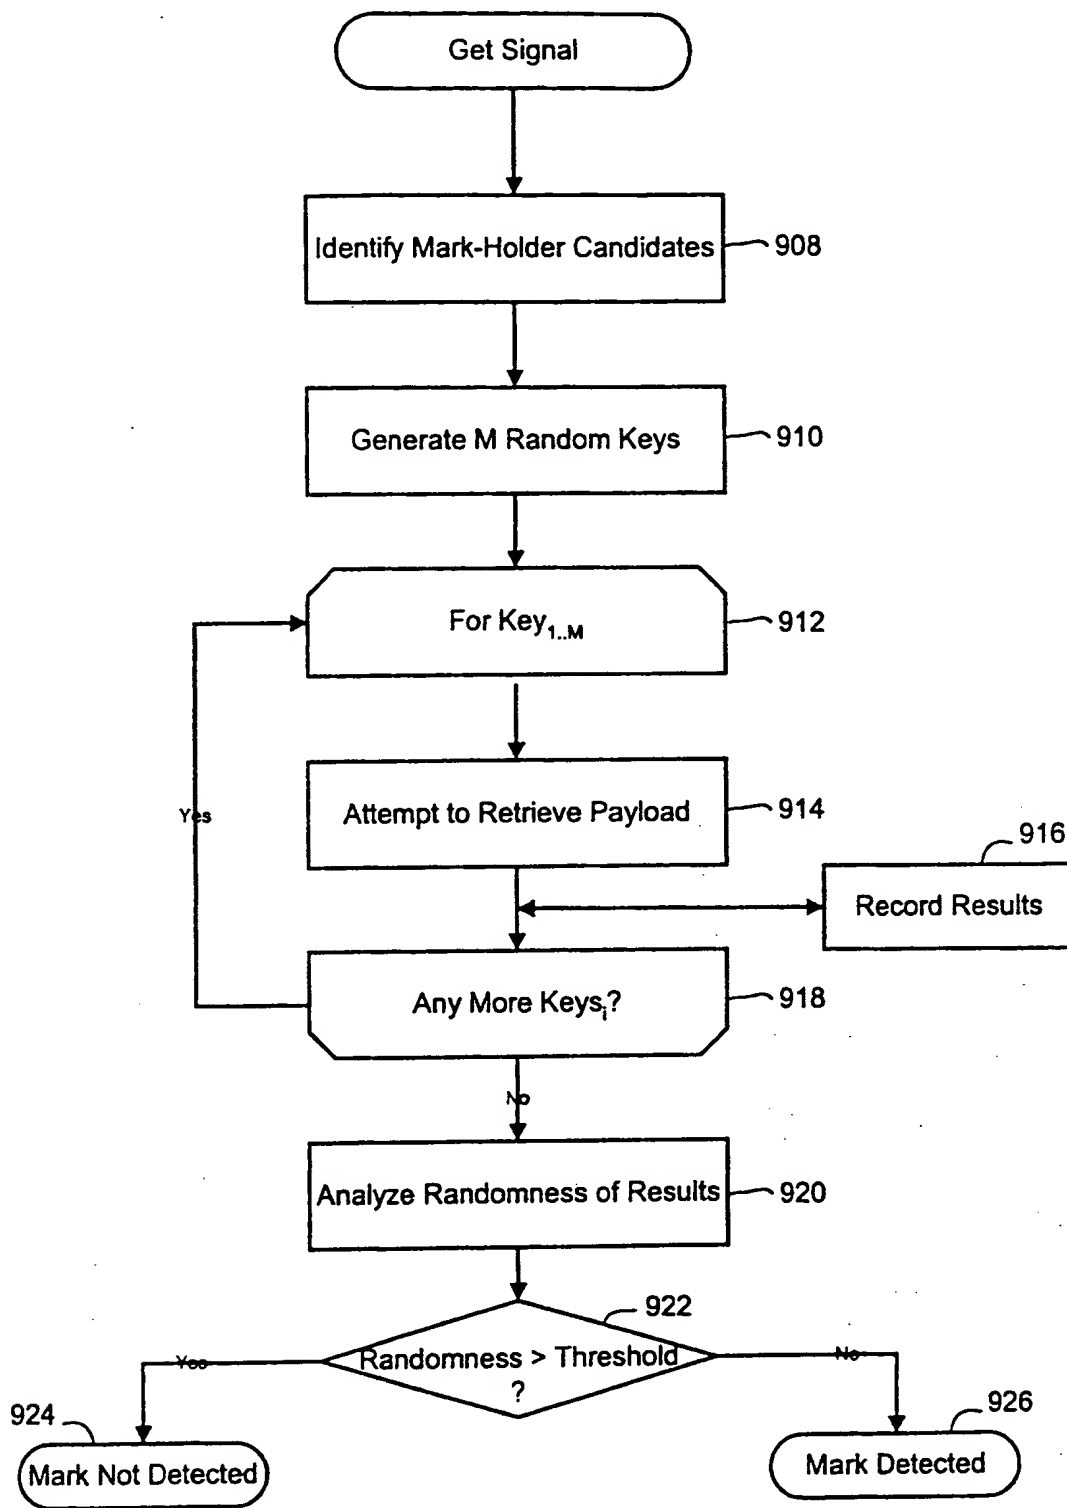 Get Signal
Identify Mark-Holder Candidates
908
Generate M Random Keys
910
For Key1..M
912
Attempt to Retrieve Payload
914
916
Record Results
Yes
Any More Keysi?
918
No
Analyze Randomness of Results
920
922
Randomness > Threshold
?
Yes
No
924
Mark Not Detected
926
Mark Detected